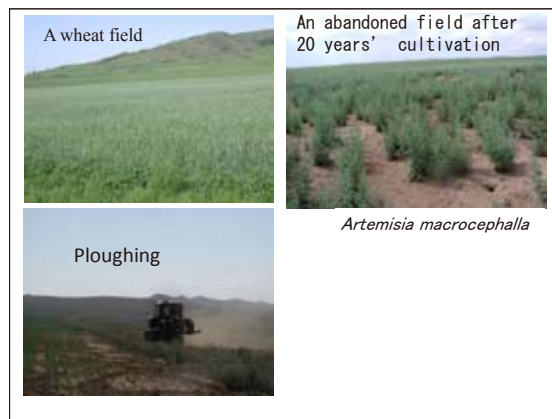 A wheat field
An abandoned field after
20 years' cultivation
Artemisia macrocephalla
Ploughing